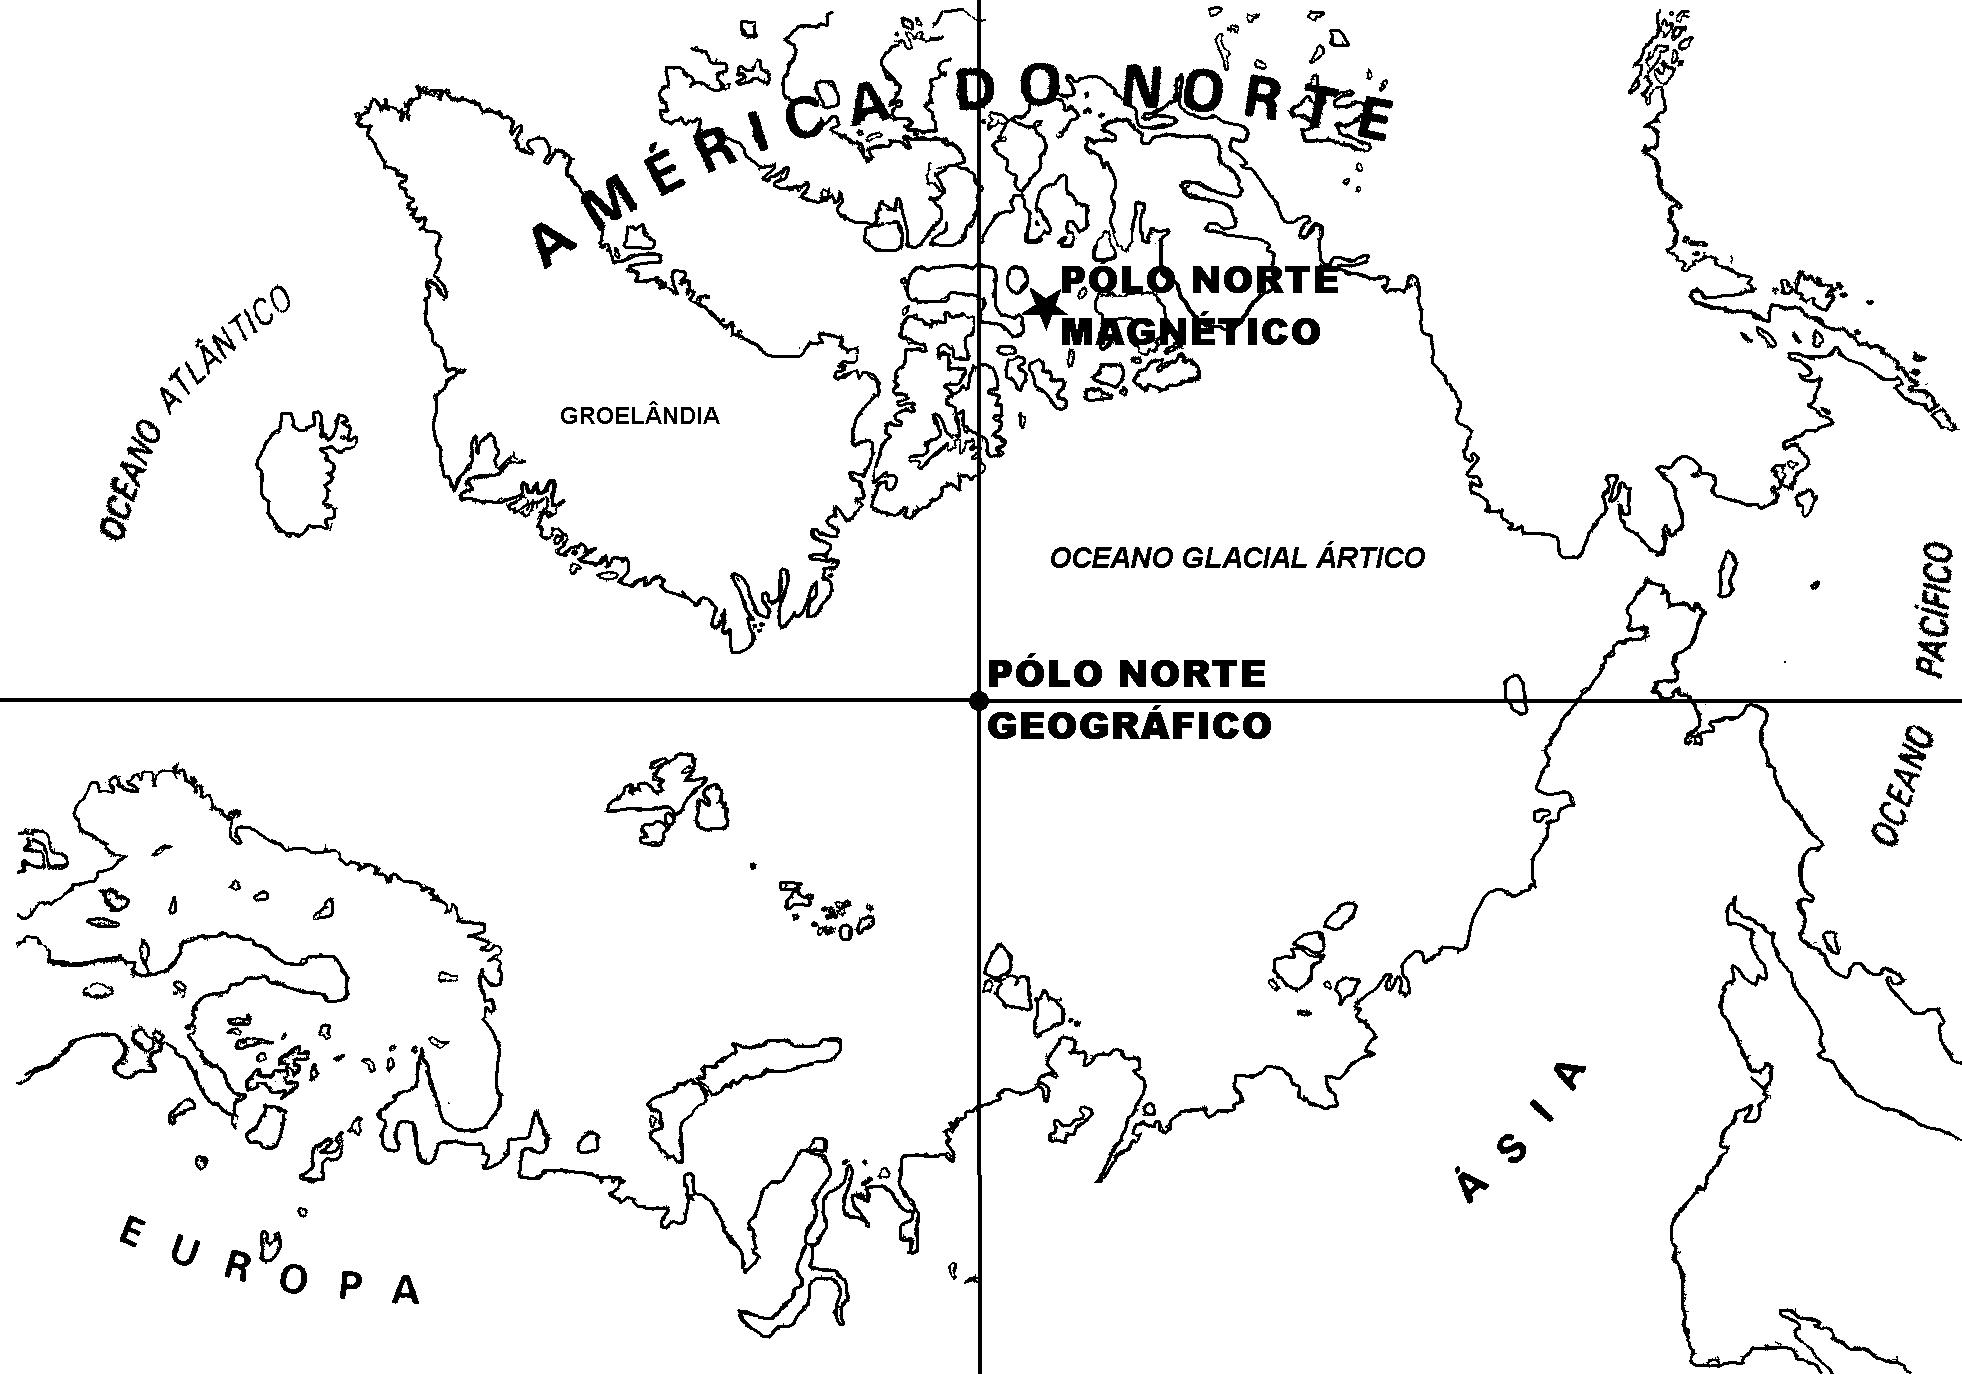 AMÉRICA DO NORTE
PÓLO NORTE
MAGNÉTICO
OCEANO ATLÂNTICO
GROELÂNDIA
OCEANO GLACIAL ÁRTICO
OCEANO PACÍFICO
PÓLO NORTE
GEOGRÁFICO
ÁSIA
EUROPA